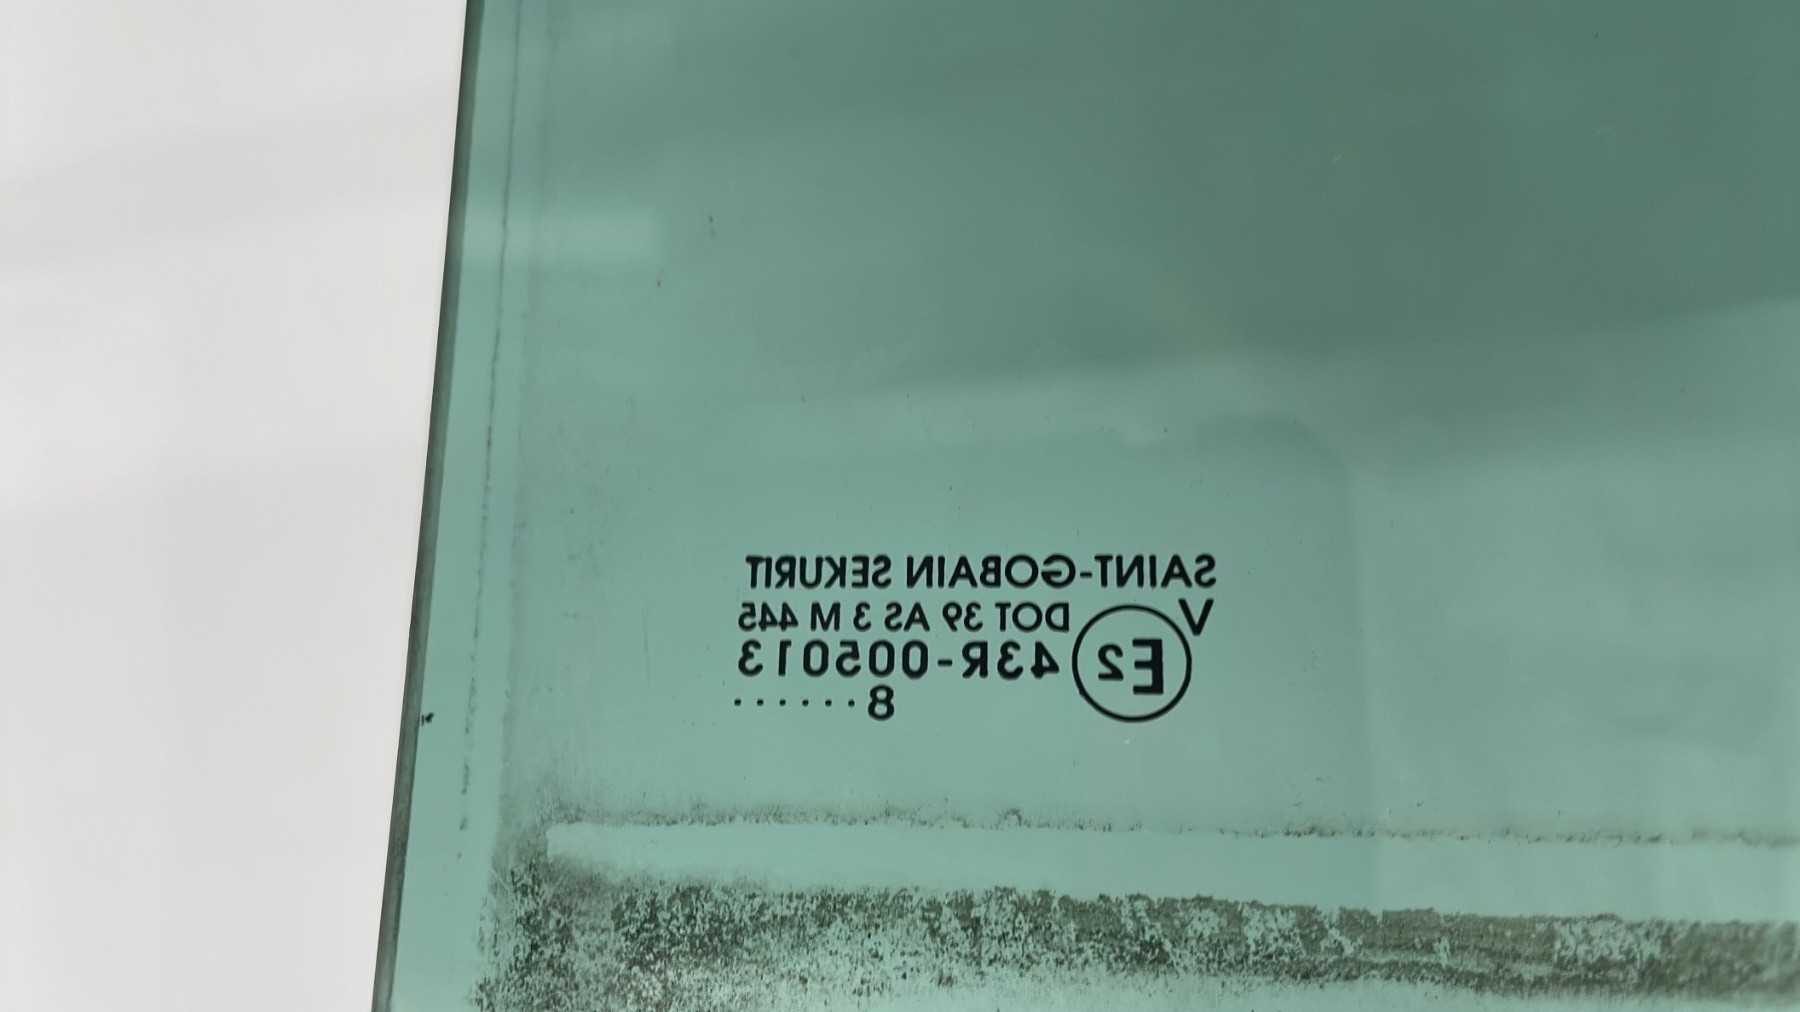 SAINT-GOBAIN SEKURIT
V
DOT 39 AS 3 M 445
E2 43R-005013
8······